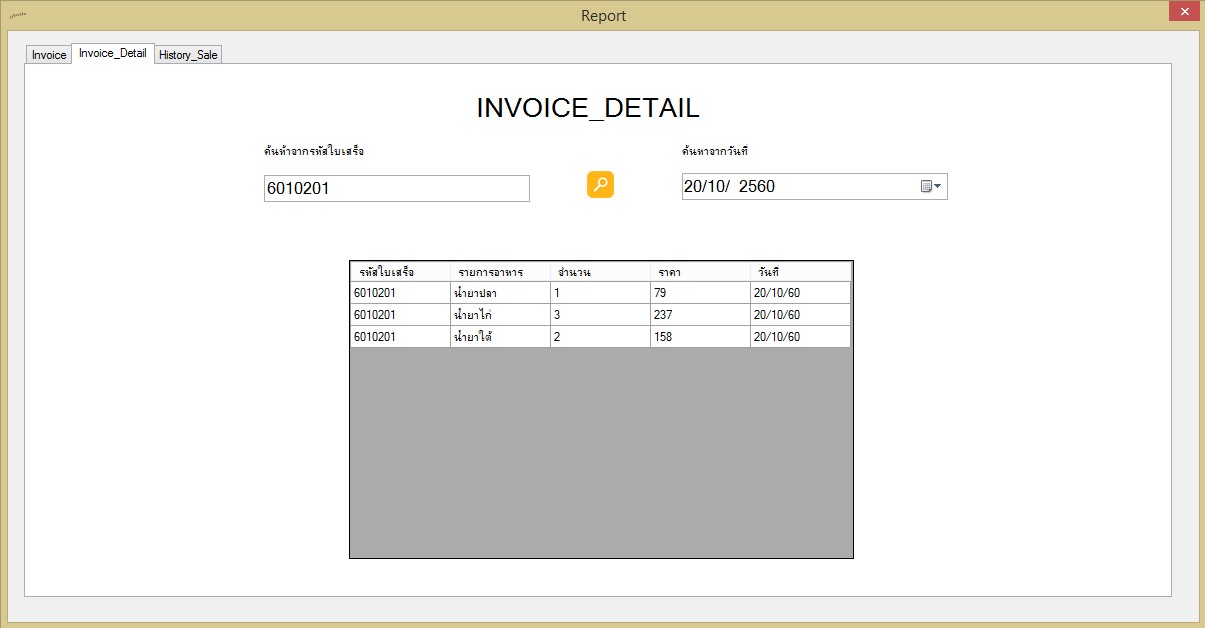 Report
Invoice Invoice_Detail History_Sale
INVOICE_DETAIL
ค้นห้าจากรหัสใบเสร็จ ค้นหาจากวันที่
6010201 20/10/ 2560
รหัสใบเสร็จ รายการอาหาร จำนวน ราคา วันที่
6010201 น้ำยาปลา 1 79 20/10/60
6010201 น้ำยาไก่ 3 237 20/10/60
6010201 น้ำยาใต้ 2 158 20/10/60